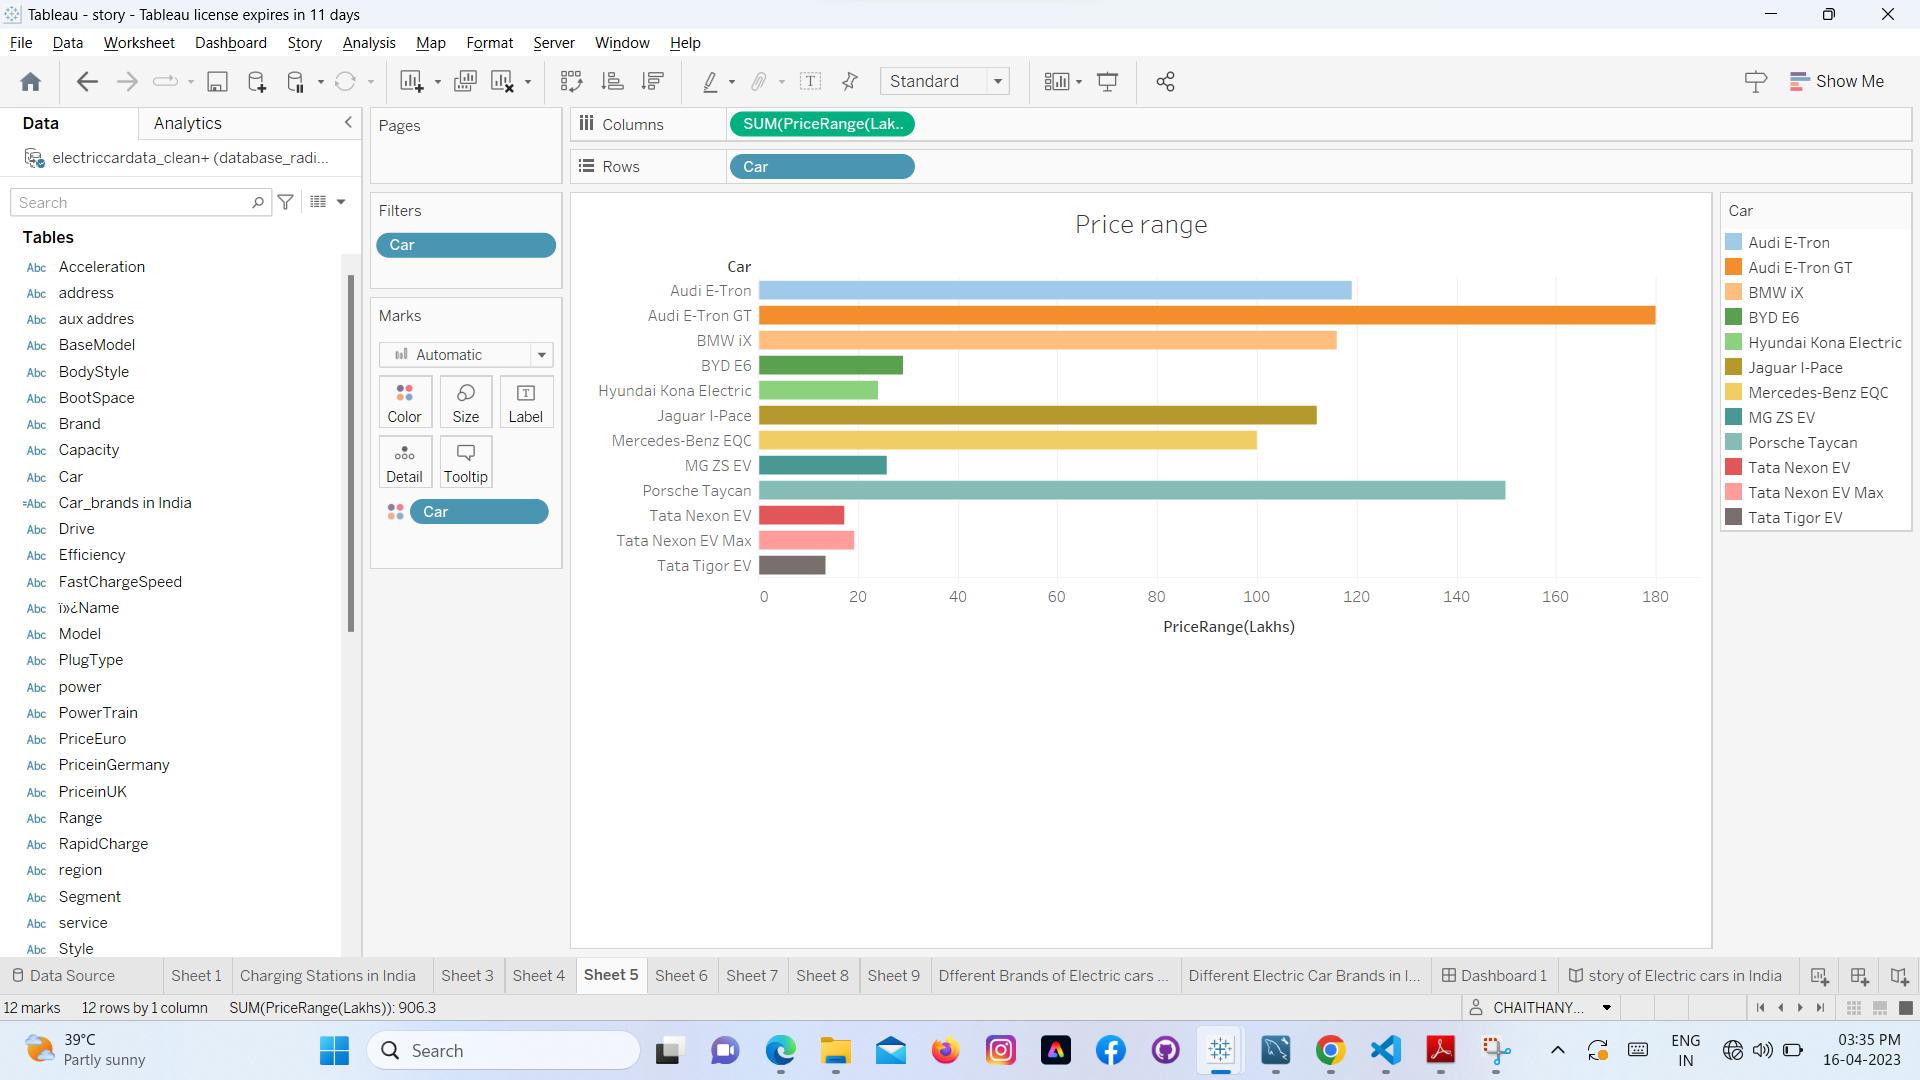 Tableau - story - Tableau license expires in 11 days
File Data Worksheet Dashboard Story Analysis Map Format Server Window Help
Standard
Show Me
Data
Analytics
electriccardata_clean+ (database_radi...
Search
Tables
Abc Acceleration
Abc address
Abc aux addres
Abc BaseModel
Abc BodyStyle
Abc BootSpace
Abc Brand
Abc Capacity
Abc Car
=Abc Car_brands in India
Abc Drive
Abc Efficiency
Abc FastChargeSpeed
Abc ï»¿Name
Abc Model
Abc PlugType
Abc power
Abc PowerTrain
Abc PriceEuro
Abc PriceinGermany
Abc PriceinUK
Abc Range
Abc RapidCharge
Abc region
Abc Segment
Abc service
Abc Style
Pages
Filters
Car
Marks
Automatic
Color Size T Label
Detail Tooltip
Car
Columns SUM(PriceRange(Lak..
Rows Car
Price range
Car
Audi E-Tron
Audi E-Tron GT
BMW iX
BYD E6
Hyundai Kona Electric
Jaguar I-Pace
Mercedes-Benz EQC
MG ZS EV
Porsche Taycan
Tata Nexon EV
Tata Nexon EV Max
Tata Tigor EV
0 20 40 60 80 100 120 140 160 180
PriceRange(Lakhs)
Car
Audi E-Tron
Audi E-Tron GT
BMW iX
BYD E6
Hyundai Kona Electric
Jaguar I-Pace
Mercedes-Benz EQC
MG ZS EV
Porsche Taycan
Tata Nexon EV
Tata Nexon EV Max
Tata Tigor EV
Data Source Sheet 1 Charging Stations in India Sheet 3 Sheet 4 Sheet 5 Sheet 6 Sheet 7 Sheet 8 Sheet 9 Dfferent Brands of Electric cars ... Different Electric Car Brands in I... Dashboard 1 story of Electric cars in India
12 marks 12 rows by 1 column SUM(PriceRange(Lakhs)): 906.3 CHAITHANY...
39°C
Partly sunny
Search
ENG
IN
03:35 PM
16-04-2023